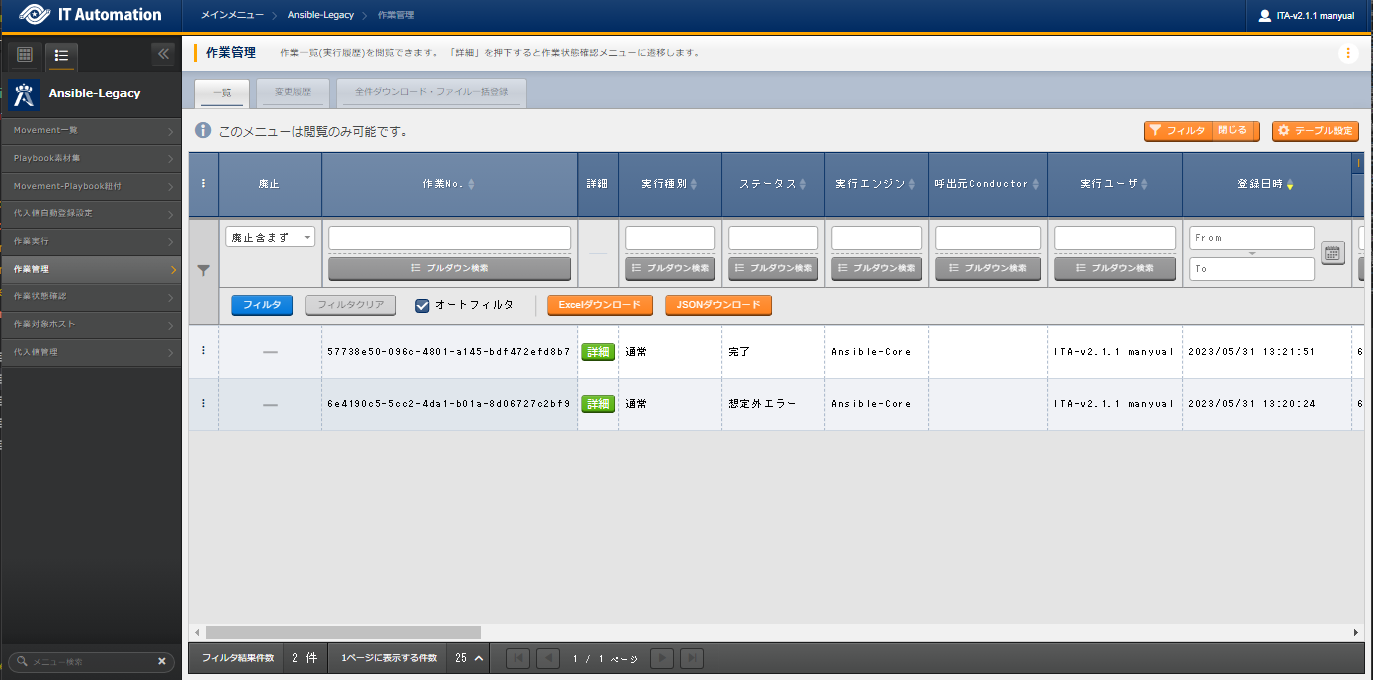 IT Automation
メインメニュー
Ansible-Legacy
作業管理
ITA-v2.1.1 manyual
Ansible-Legacy
Movement一覧
Playbook素材集
Movement-Playbook紐付
代入値自動登録設定
作業実行
作業管理
作業状態確認
作業対象ホスト
代入値管理
メニュー検索
作業管理
作業一覧(実行履歴)を閲覧できます。 「詳細」を押下すると作業状態確認メニューに遷移します。
一覧
変更履歴
全件ダウンロード・ファイル一括登録
このメニューは閲覧のみ可能です。
フィルタ 閉じる
テーブル設定
廃止 作業No. 詳細 実行種別 ステータス 実行エンジン 呼出元Conductor 実行ユーザ 登録日時
廃止含まず From
プルダウン検索 プルダウン検索 プルダウン検索 プルダウン検索 プルダウン検索 プルダウン検索 To
フィルタ フィルタクリア オートフィルタ Excelダウンロード JSONダウンロード
— 57738e50-096c-4801-a145-bdf472efd8b7 詳細 通常 完了 Ansible-Core ITA-v2.1.1 manyual 2023/05/31 13:21:51 6
— 6e4190c5-5cc2-4da1-b01a-8d06727c2bf9 詳細 通常 想定外エラー Ansible-Core ITA-v2.1.1 manyual 2023/05/31 13:20:24 6
フィルタ結果件数 2 件 1ページに表示する件数 25 1 / 1 ページ